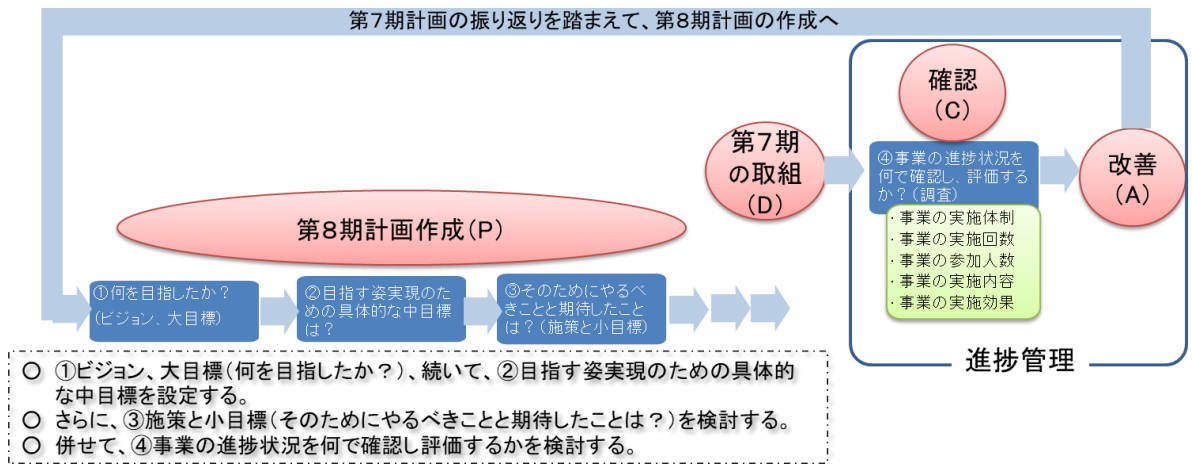 第７期計画の振り返りを踏まえて、第８期計画の作成へ
確認
（C）
第７期
の取組
（D）
④事業の進捗状況を
何で確認し、評価する
か？（調査）
改善
（A）
・事業の実施体制
・事業の実施回数
・事業の参加人数
・事業の実施内容
・事業の実施効果
進捗管理
第８期計画作成（P）
①何を目指したか？
（ビジョン、大目標）
②目指す姿実現のた
めの具体的な中目標
は？
③そのためにやるべ
きことと期待したこと
は？（施策と小目標）
○ ①ビジョン、大目標（何を目指したか？）、続いて、②目指す姿実現のための具体的
な中目標を設定する。
○ さらに、③施策と小目標（そのためにやるべきことと期待したことは？）を検討する。
○ 併せて、④事業の進捗状況を何で確認し評価するかを検討する。